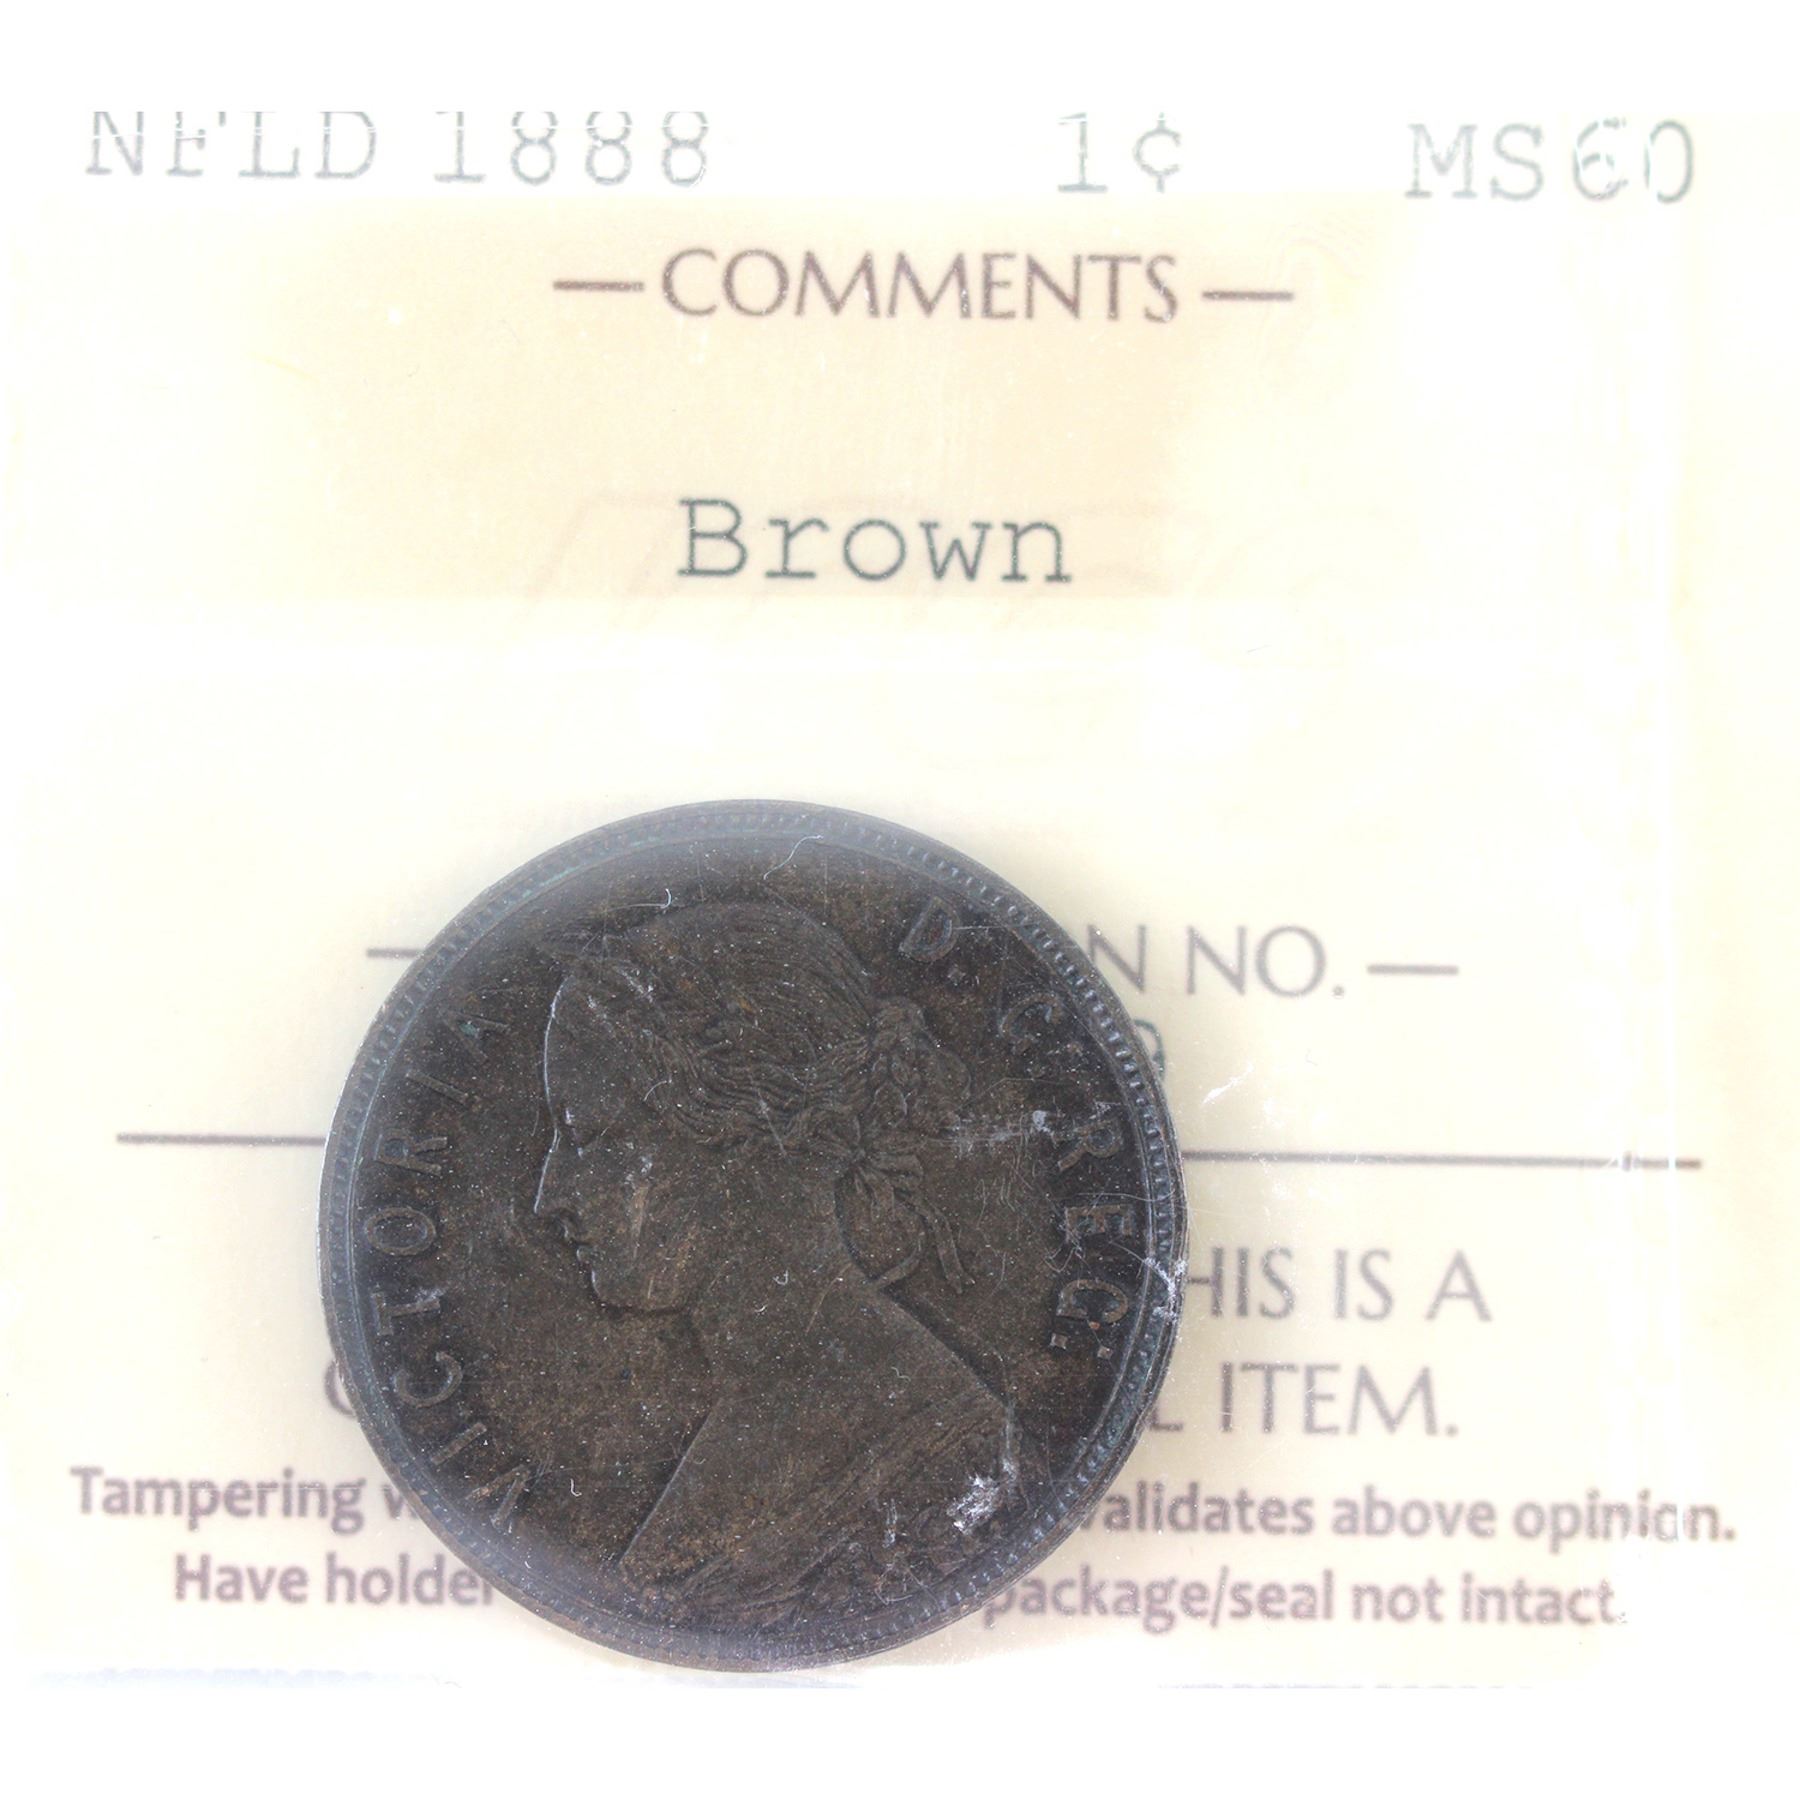 NFLD 1888 1¢ MS60
— COMMENTS —
Brown
VICTORIA D. G. REG.
N NO. —
9
HIS IS A
L ITEM.
Tampering alidates above opinion.
Have holder package/seal not intact.